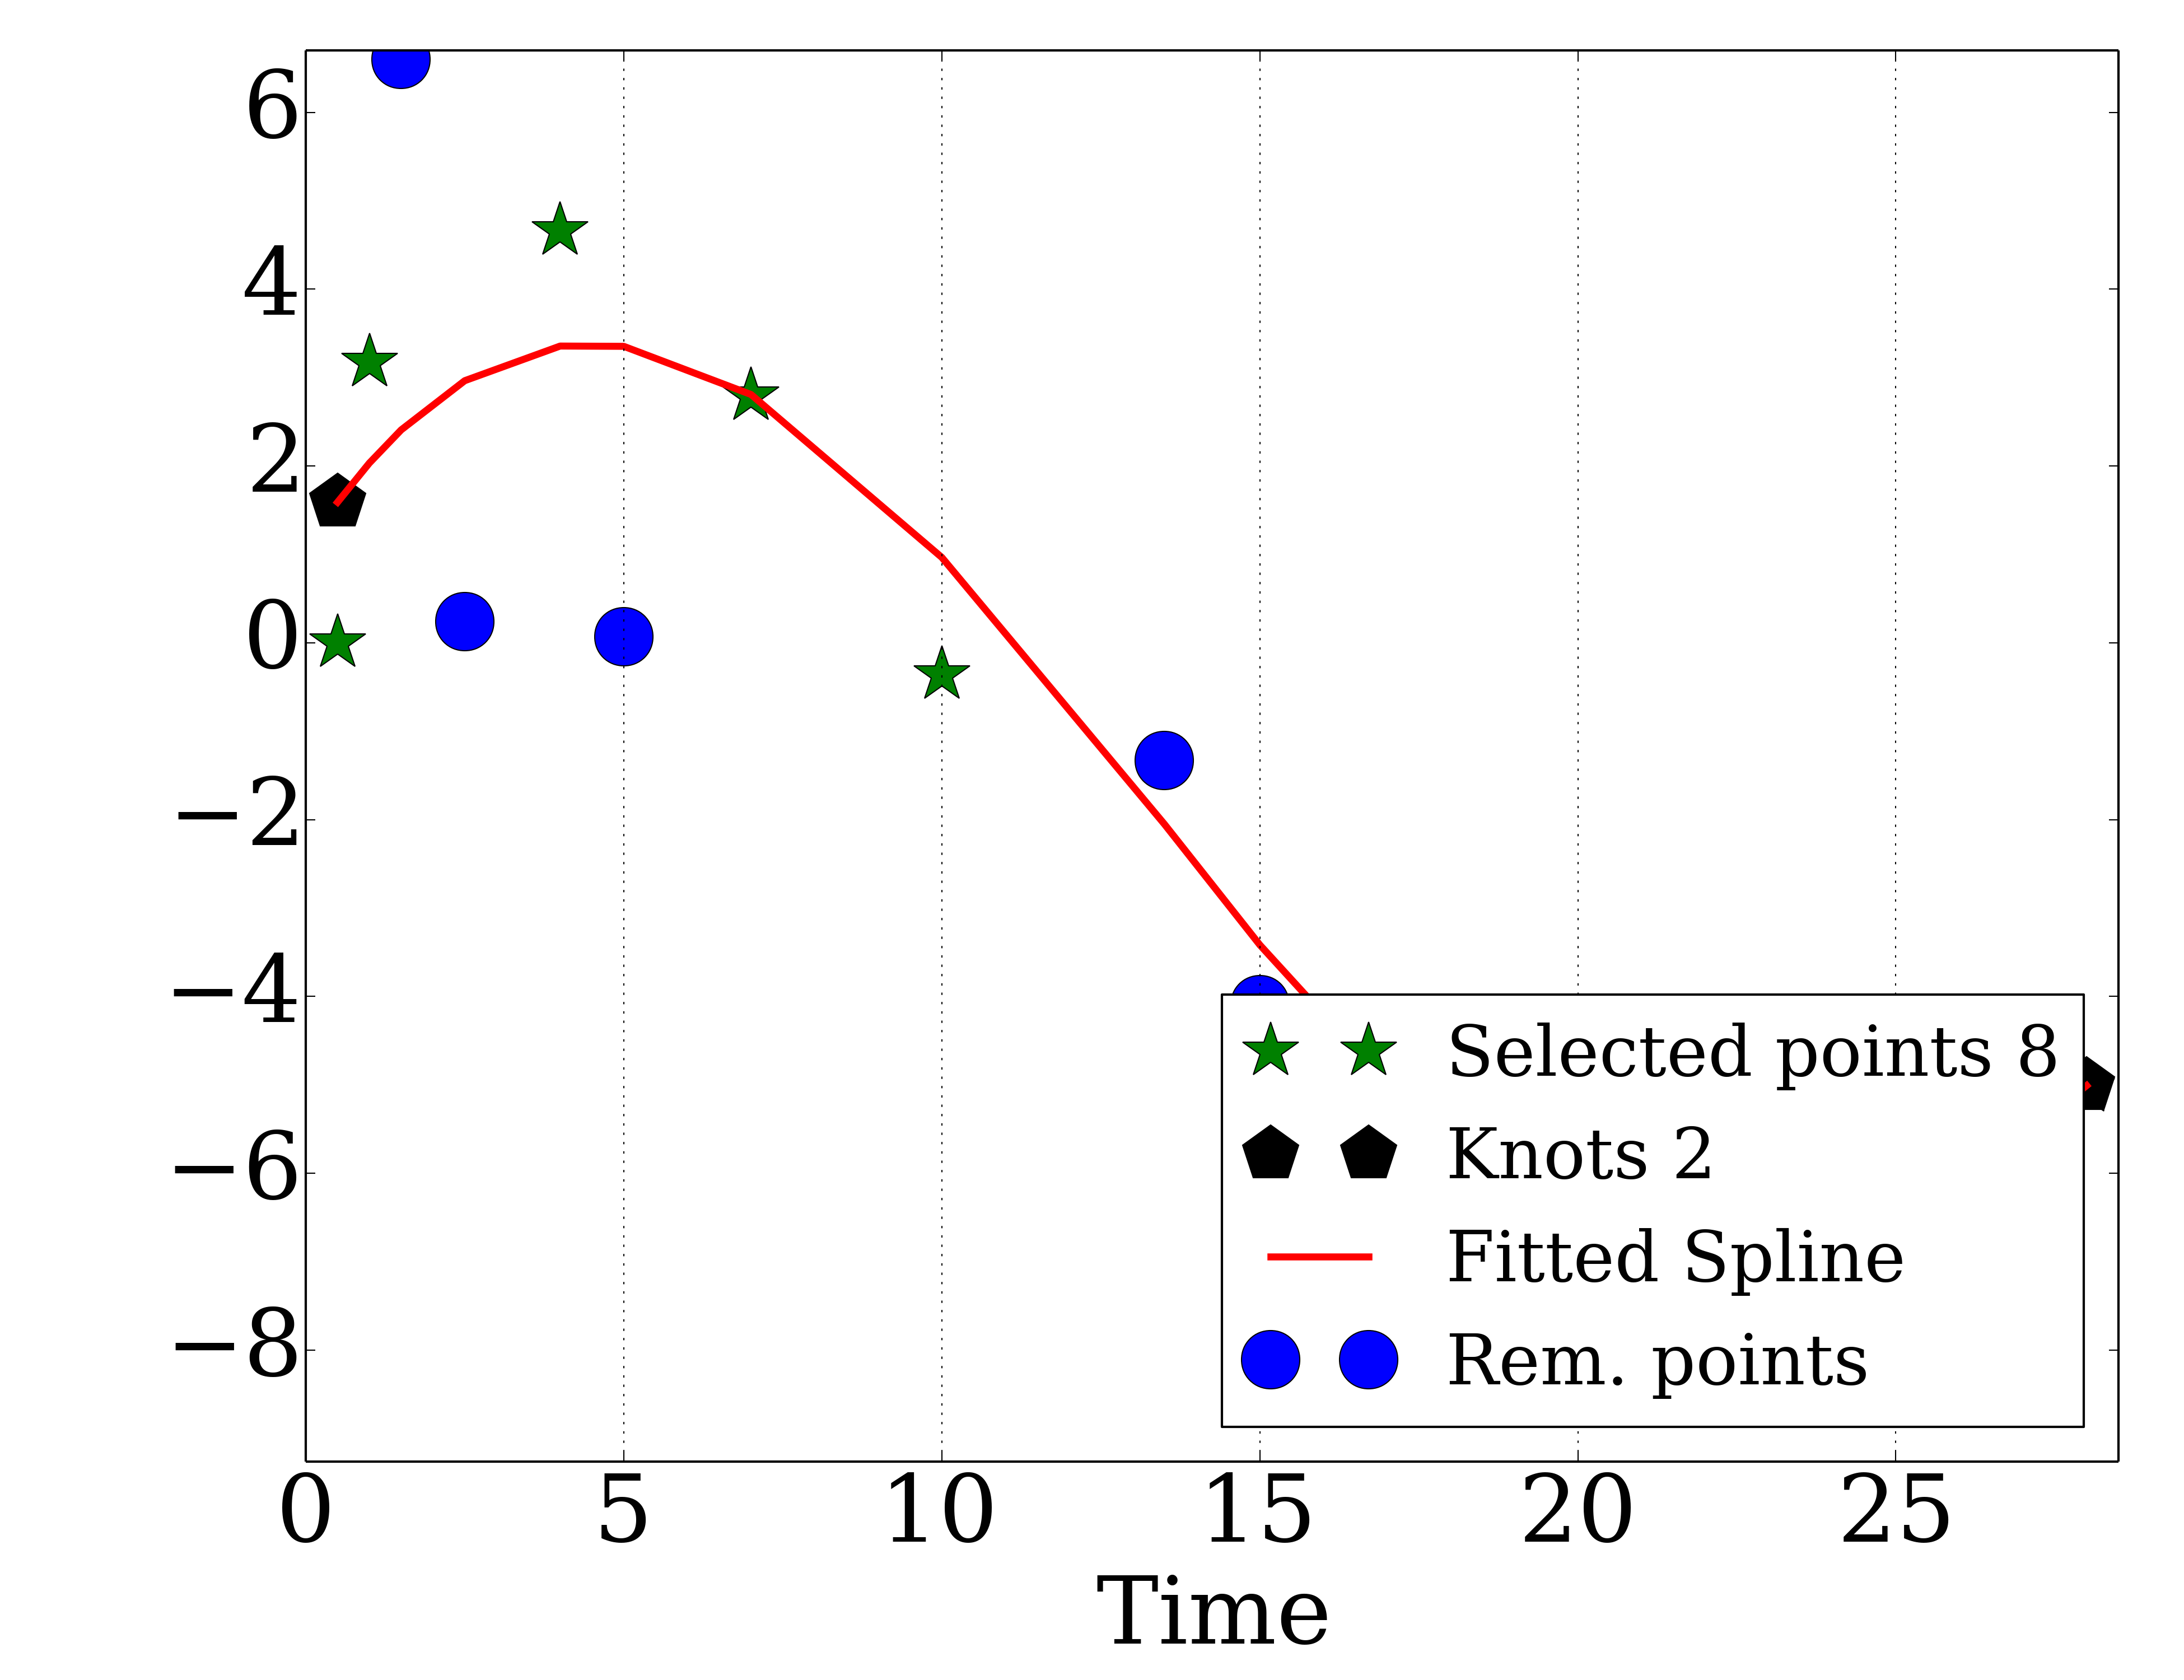 6
4
2
0
−2
−4
−6
−8
Selected points 8
Knots 2
Fitted Spline
Rem. points
0 5 10 15 20 25
Time